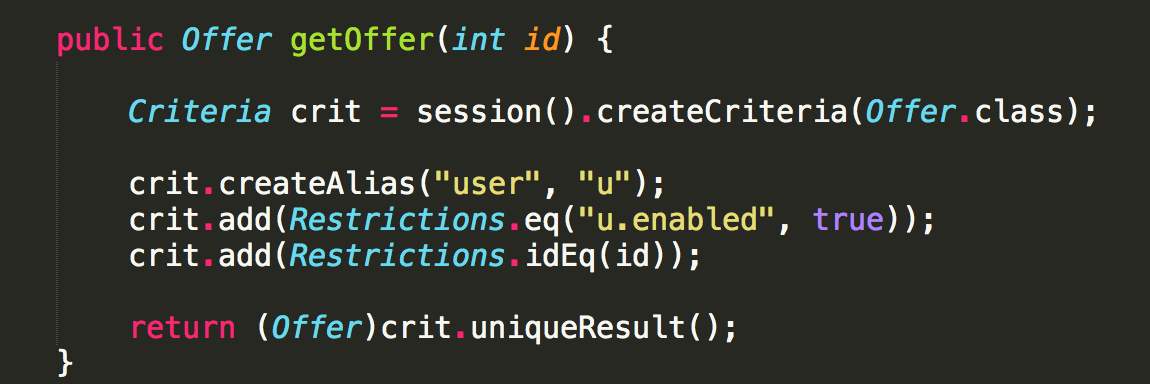 public Offer getOffer(int id) {
Criteria crit = session().createCriteria(Offer.class);
crit.createAlias("user", "u");
crit.add(Restrictions.eq("u.enabled", true));
crit.add(Restrictions.idEq(id));
return (Offer)crit.uniqueResult();
}